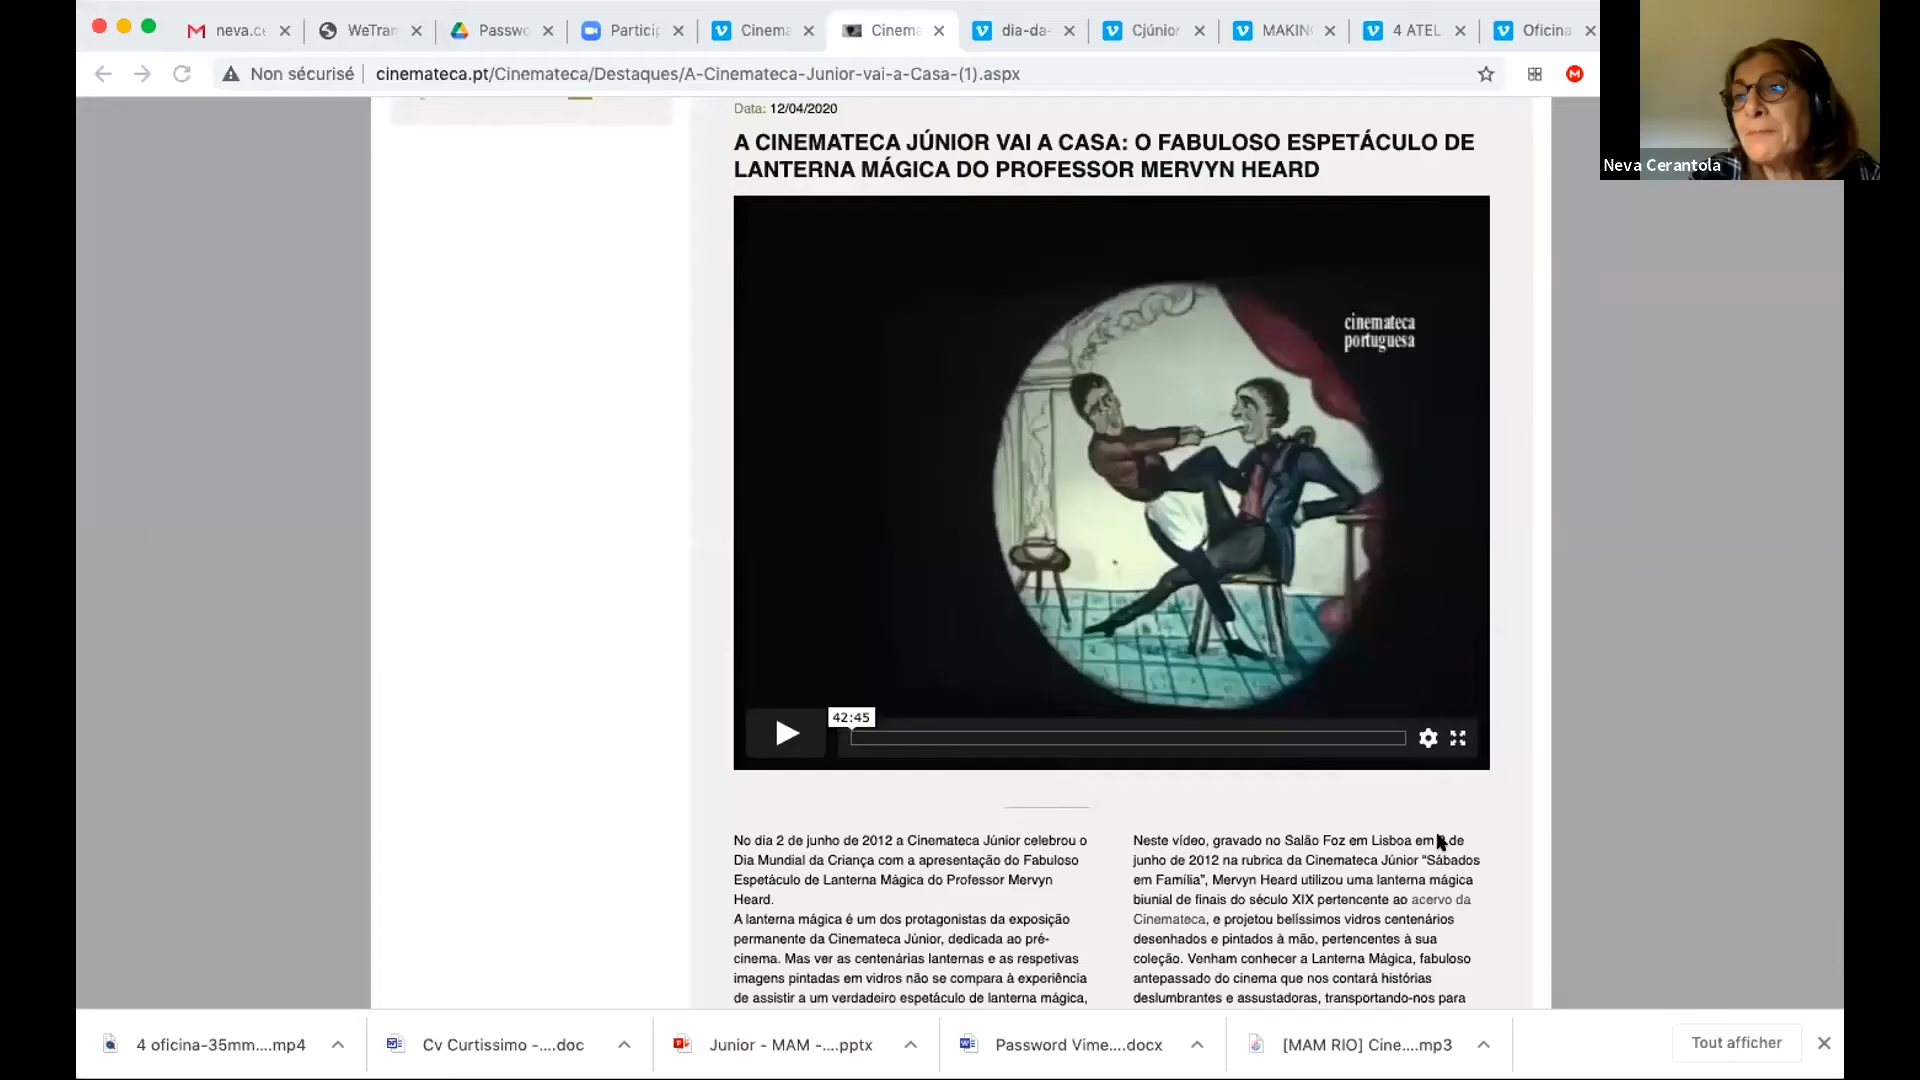 neva.c
WeTran
Passwo
Particip
Cinema
Cinema
dia-da-
Cjúnior
MAKIN
4 ATEL
Oficina
Non sécurisé
cinemateca.pt/Cinemateca/Destaques/A-Cinemateca-Junior-vai-a-Casa-(1).aspx
Neva Cerantola
Data: 12/04/2020
A CINEMATECA JÚNIOR VAI A CASA: O FABULOSO ESPETÁCULO DE
LANTERNA MÁGICA DO PROFESSOR MERVYN HEARD
cinemateca
portuguesa
42:45
No dia 2 de junho de 2012 a Cinemateca Júnior celebrou o
Dia Mundial da Criança com a apresentação do Fabuloso
Espetáculo de Lanterna Mágica do Professor Mervyn
Heard.
A lanterna mágica é um dos protagonistas da exposição
permanente da Cinemateca Júnior, dedicada ao pré-
cinema. Mas ver as centenárias lanternas e as respetivas
imagens pintadas em vidros não se compara à experiência
de assistir a um verdadeiro espetáculo de lanterna mágica,
Neste vídeo, gravado no Salão Foz em Lisboa em de
junho de 2012 na rubrica da Cinemateca Júnior “Sábados
em Família”, Mervyn Heard utilizou uma lanterna mágica
biunial de finais do século XIX pertencente ao acervo da
Cinemateca, e projetou belíssimos vidros centenários
desenhados e pintados à mão, pertencentes à sua
coleção. Venham conhecer a Lanterna Mágica, fabuloso
antepassado do cinema que nos contará histórias
deslumbrantes e assustadoras, transportando-nos para
4 oficina-35mm....mp4
Cv Curtissimo -....doc
Junior - MAM -....pptx
Password Vime....docx
[MAM RIO] Cine....mp3
Tout afficher